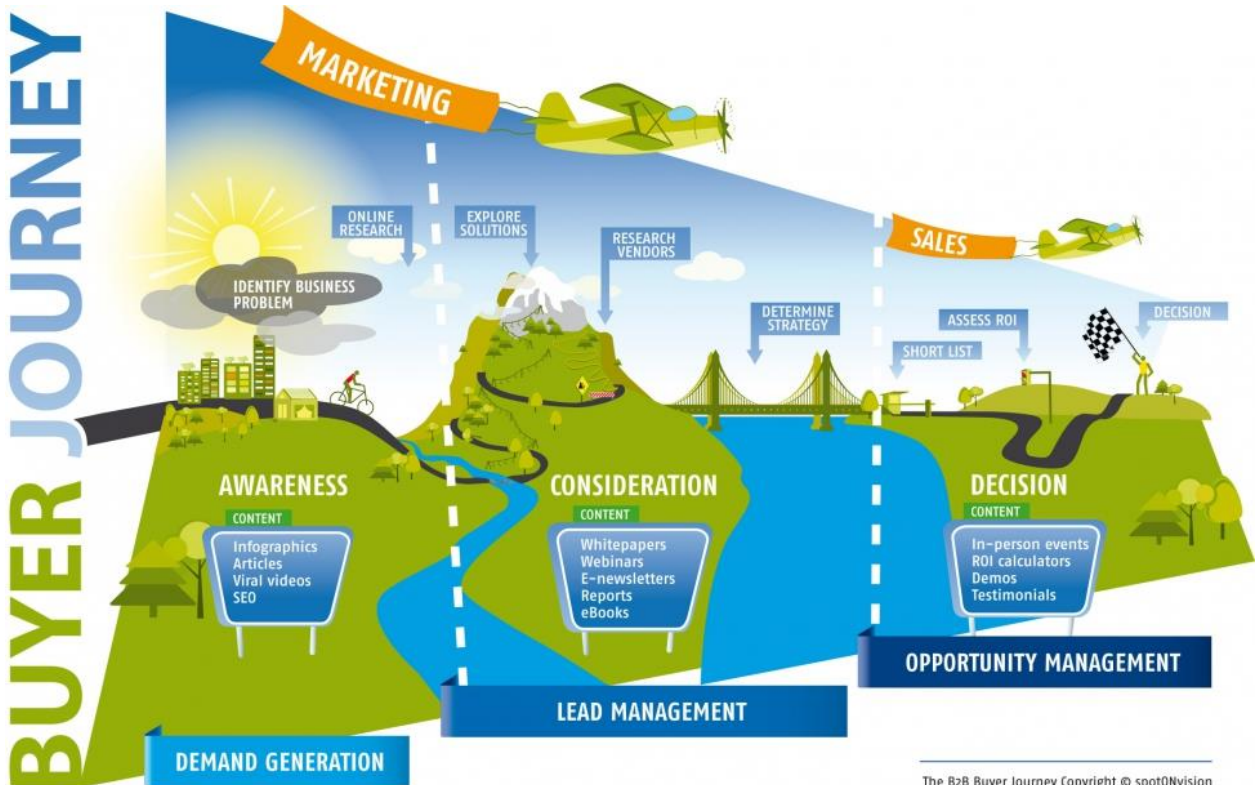 BUYER JOURNEY
MARKETING
SALES
ONLINE
RESEARCH
EXPLORE
SOLUTIONS
RESEARCH
VENDORS
IDENTIFY BUSINESS
PROBLEM
DETERMINE
STRATEGY
SHORT LIST
ASSESS ROI
DECISION
AWARENESS
CONTENT
Infographics
Articles
Viral videos
SEO
CONSIDERATION
CONTENT
Whitepapers
Webinars
E-newsletters
Reports
eBooks
DECISION
CONTENT
In-person events
ROI calculators
Demos
Testimonials
DEMAND GENERATION
LEAD MANAGEMENT
OPPORTUNITY MANAGEMENT
The B2B Buyer Journey Copyright © spotONvision